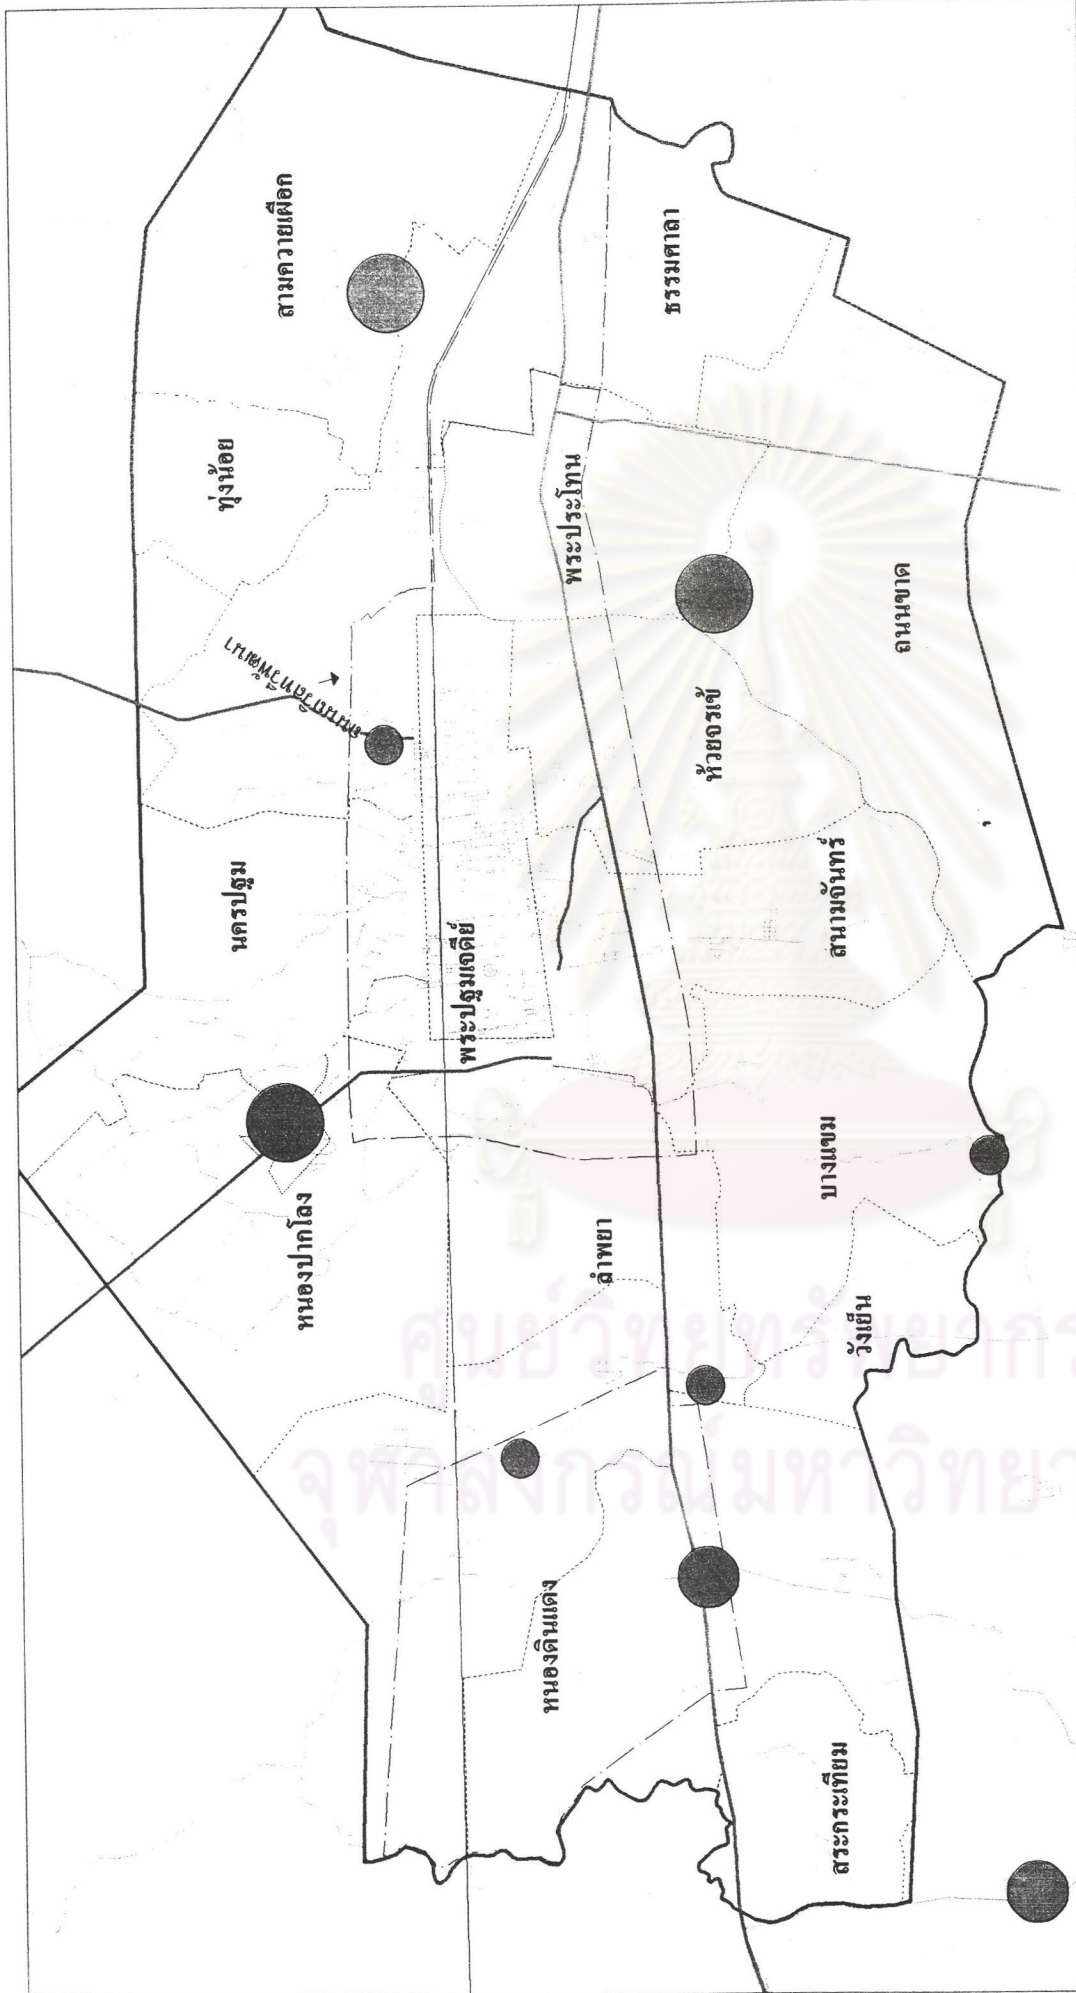 สามควายเผือก
ทุ่งน้อย
ธรรมศาลา
พระประโทน
ถนนขาด
ห้วยจรเข้
นครปฐม
พระปฐมเจดีย์
สนามจันทร์
หนองปากโลง
ลำพยา
บางแขม
วังเย็น
หนองดินแดง
สระกระเทียม
ศูนย์วิทยทรัพยากร
จุฬาลงกรณ์มหาวิทยา